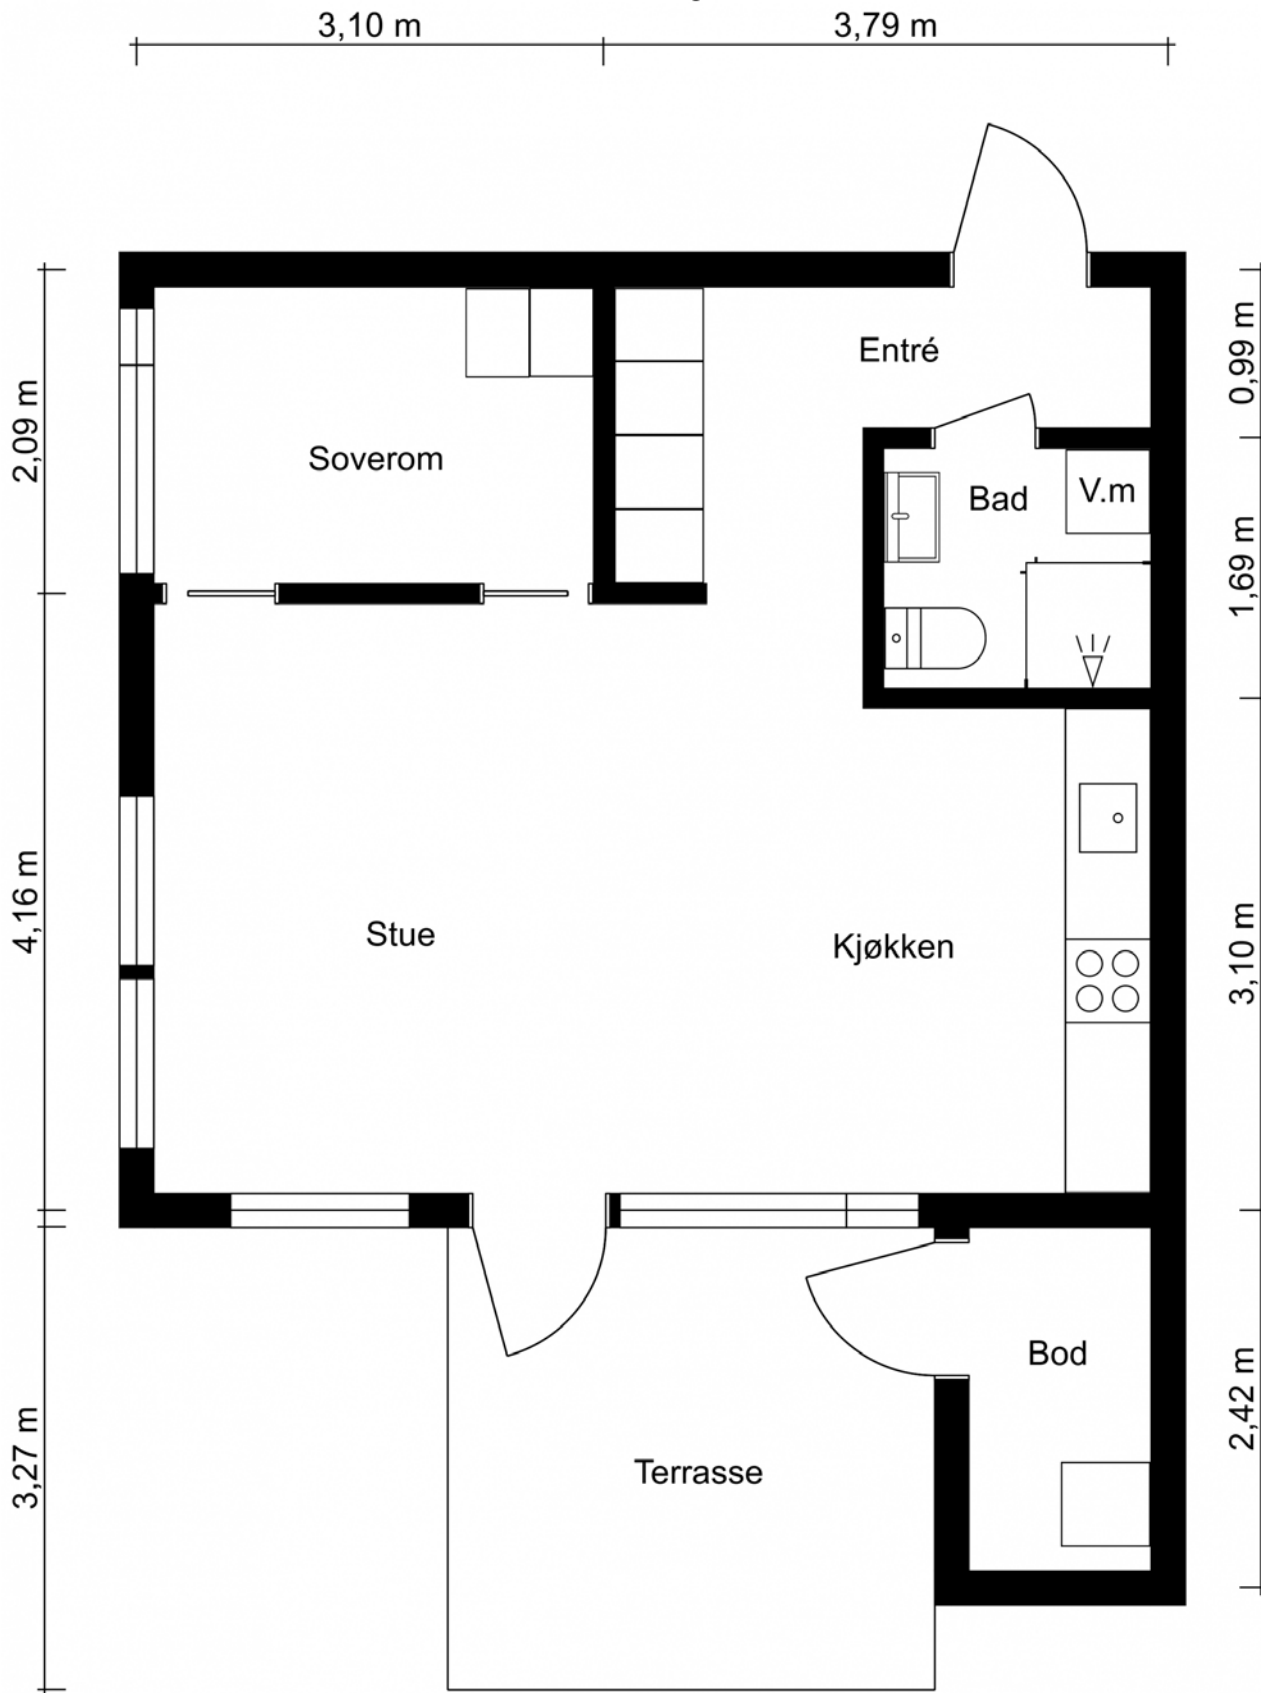 3,10 m
3,79 m
Entré
0,99 m
2,09 m
Soverom
Bad
V.m
1,69 m
4,16 m
Stue
Kjøkken
3,10 m
Bod
2,42 m
3,27 m
Terrasse